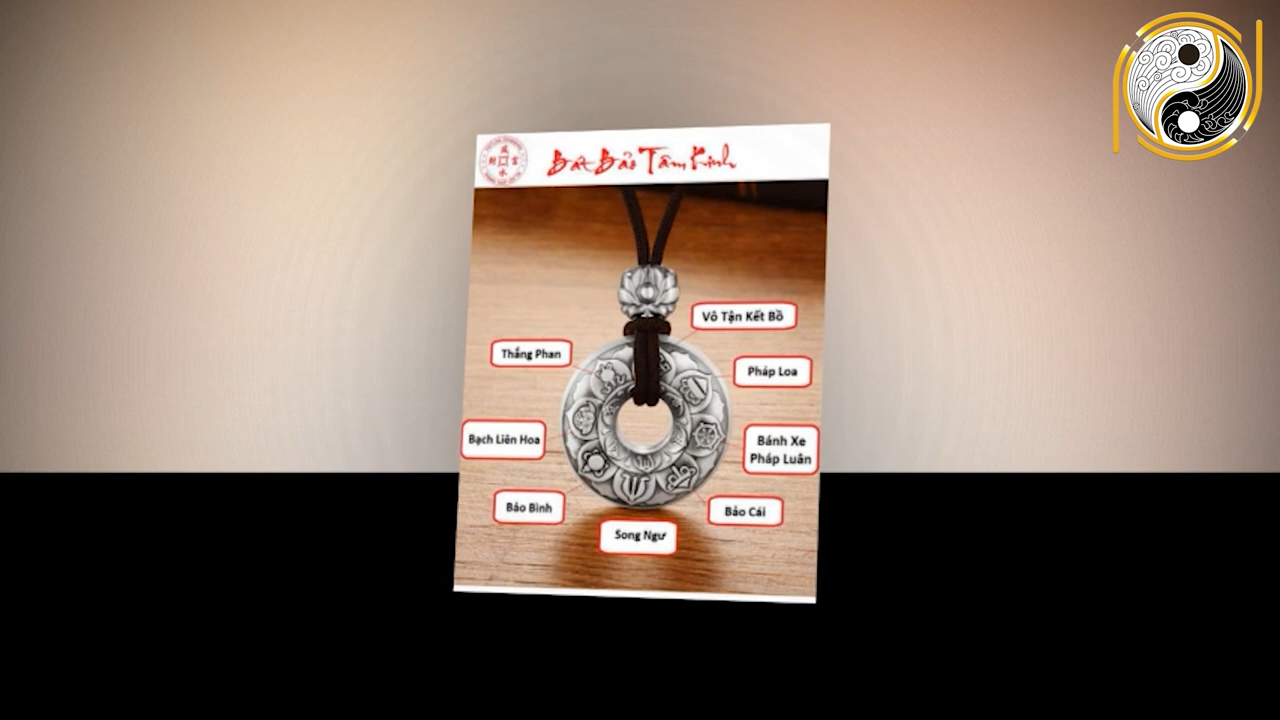 Bát Bảo Tâm Kinh
Vô Tận Kết Bồ
Thắng Phan
Pháp Loa
Bạch Liên Hoa
Bánh Xe
Pháp Luân
Bảo Bình
Bảo Cái
Song Ngư